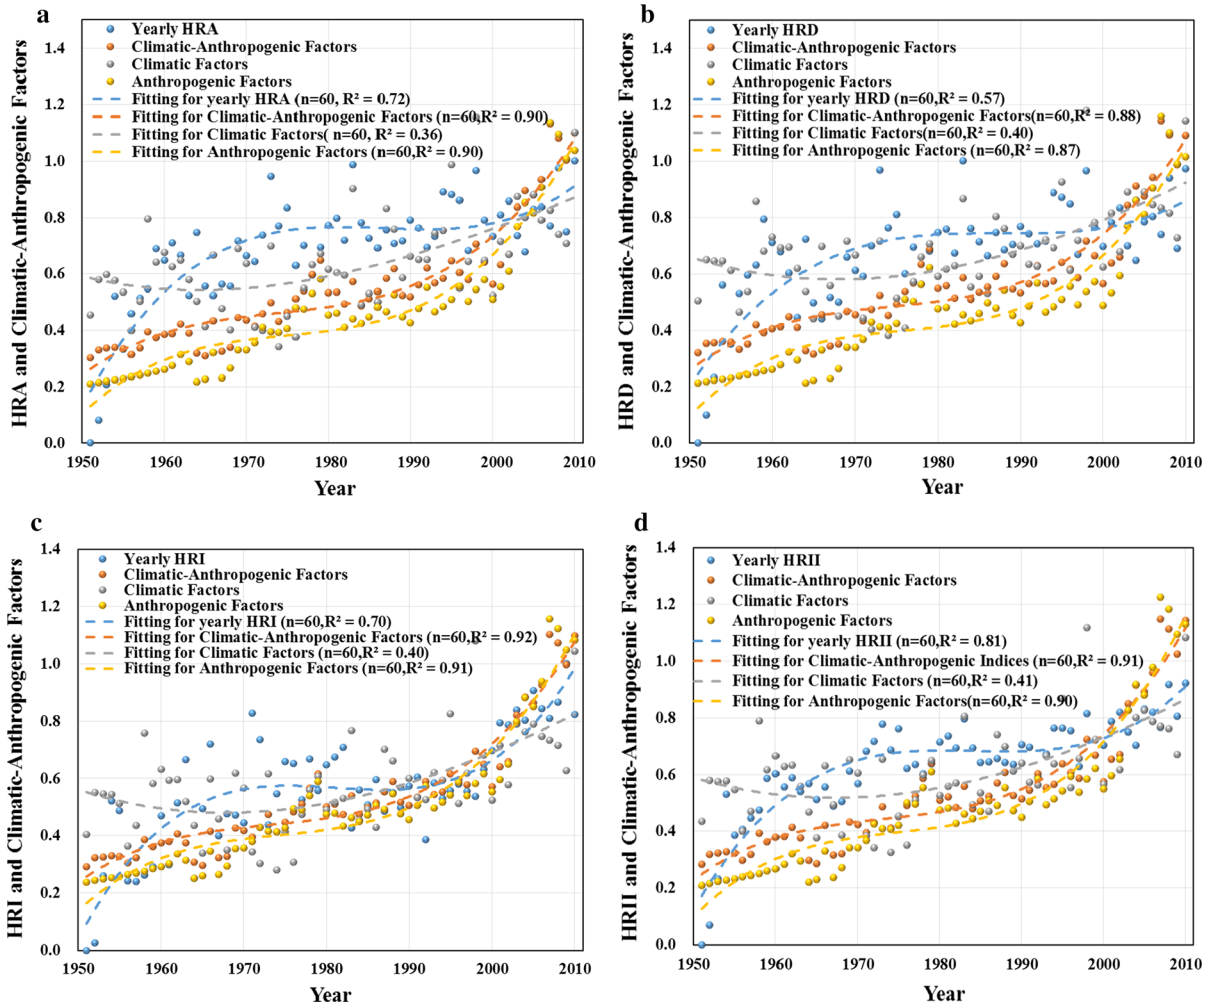 a
HRA and Climatic-Anthropogenic Factors
1.4
1.2
1.0
0.8
0.6
0.4
0.2
0.0
Yearly HRA
Climatic-Anthropogenic Factors
Climatic Factors
Anthropogenic Factors
Fitting for yearly HRA (n=60, R² = 0.72)
Fitting for Climatic-Anthropogenic Factors (n=60,R² = 0.90)
Fitting for Climatic Factors( n=60, R² = 0.36)
Fitting for Anthropogenic Factors (n=60,R² = 0.90)
1950 1960 1970 1980 1990 2000 2010
Year
b
HRD and Climatic-Anthropogenic Factors
1.4
1.2
1.0
0.8
0.6
0.4
0.2
0.0
Yearly HRD
Climatic-Anthropogenic Factors
Climatic Factors
Anthropogenic Factors
Fitting for yearly HRD (n=60,R² = 0.57)
Fitting for Climatic-Anthropogenic Factors(n=60,R² = 0.88)
Fitting for Climatic Factors(n=60,R² = 0.40)
Fitting for Anthropogenic Factors (n=60,R² = 0.87)
1950 1960 1970 1980 1990 2000 2010
Year
c
HRI and Climatic-Anthropogenic Factors
1.4
1.2
1.0
0.8
0.6
0.4
0.2
0.0
Yearly HRI
Climatic-Anthropogenic Factors
Climatic Factors
Anthropogenic Factors
Fitting for yearly HRI (n=60,R² = 0.70)
Fitting for Climatic-Anthropogenic Factors (n=60,R² = 0.92)
Fitting for Climatic Factors (n=60,R² = 0.40)
Fitting for Anthropogenic Factors (n=60,R² = 0.91)
1950 1960 1970 1980 1990 2000 2010
Year
d
HRII and Climatic-Anthropogenic Factors
1.4
1.2
1.0
0.8
0.6
0.4
0.2
0.0
Yearly HRII
Climatic-Anthropogenic Factors
Climatic Factors
Anthropogenic Factors
Fitting for yearly HRII (n=60,R² = 0.81)
Fitting for Climatic-Anthropogenic Indices (n=60,R² = 0.91)
Fitting for Climatic Factors (n=60,R² = 0.41)
Fitting for Anthropogenic Factors(n=60,R² = 0.90)
1950 1960 1970 1980 1990 2000 2010
Year